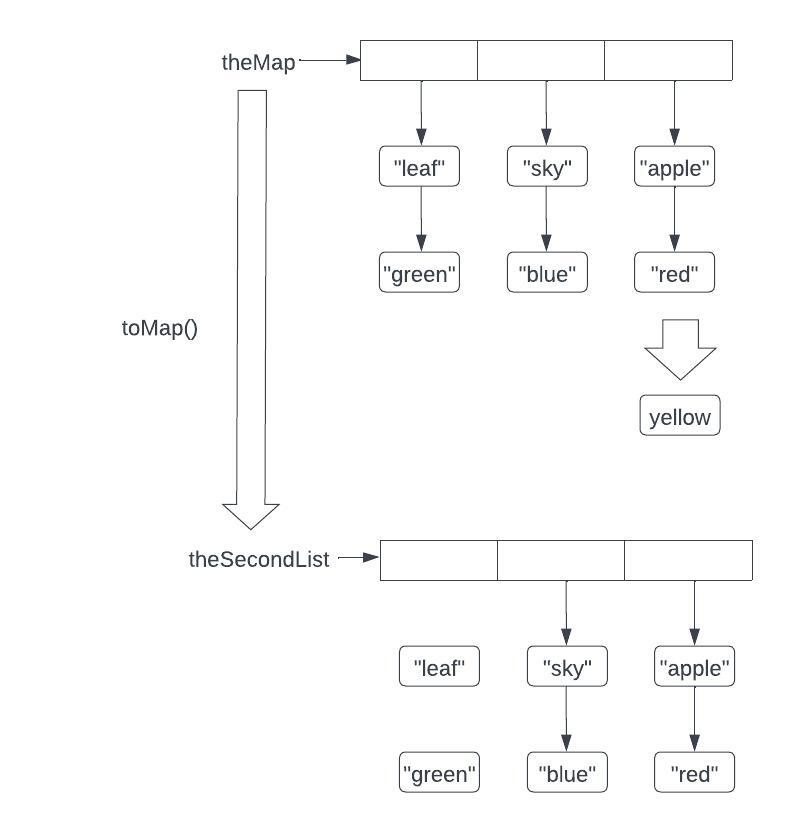 theMap
"leaf" "sky" "apple"
"green" "blue" "red"
toMap()
yellow
theSecondList
"leaf" "sky" "apple"
"green" "blue" "red"